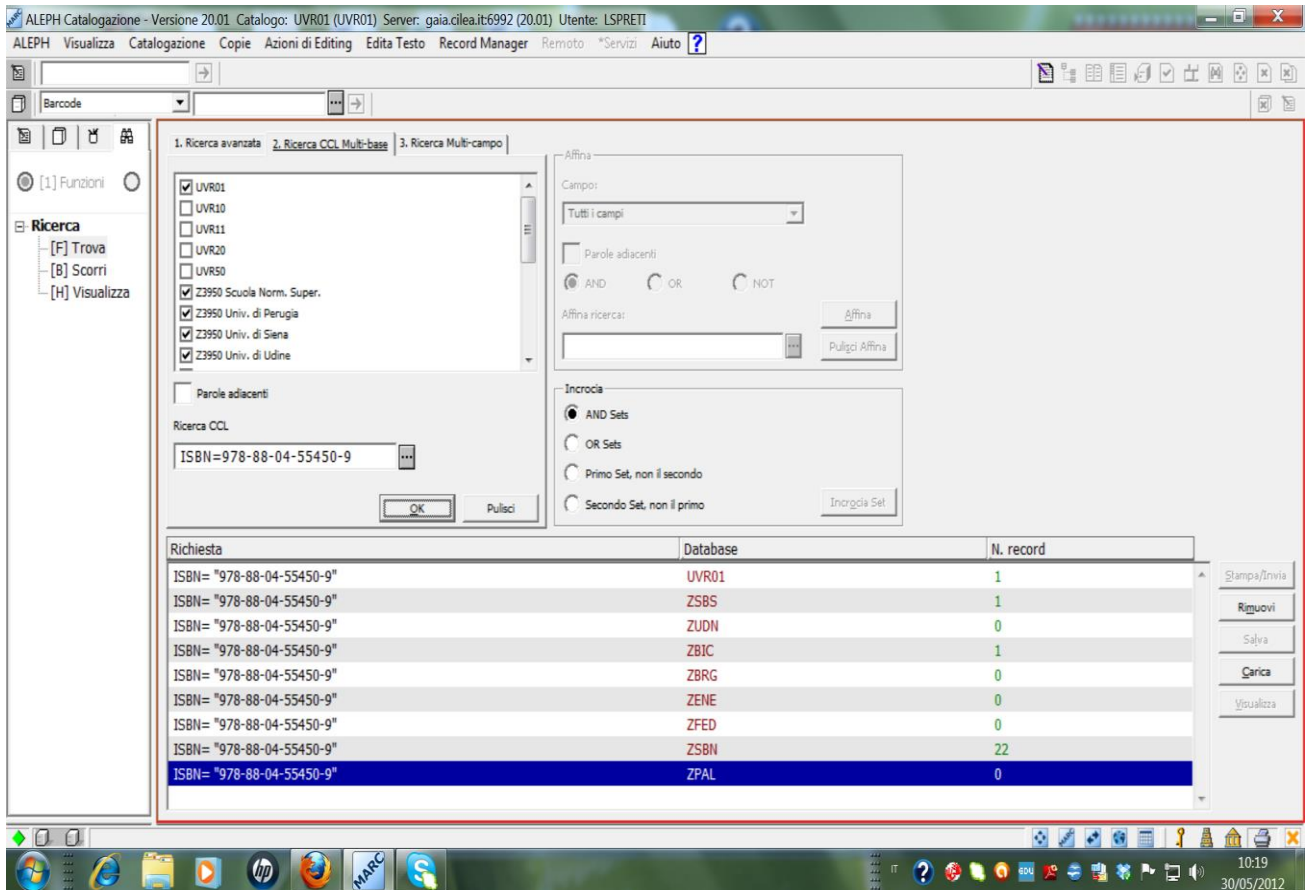 ALEPH Catalogazione - Versione 20.01 Catalogo: UVR01 (UVR01) Server: gaia.cilea.it:6992 (20.01) Utente: LSPRETI
ALEPH Visualizza Catalogazione Copie Azioni di Editing Edita Testo Record Manager Remoto *Servizi Aiuto ?
Barcode
[1] Funzioni
Ricerca
[F] Trova
[B] Scorri
[H] Visualizza
1. Ricerca avanzata 2. Ricerca CCL Multi-base 3. Ricerca Multi-campo
UVR01
UVR10
UVR11
UVR20
UVR50
Z3950 Scuola Norm. Super.
Z3950 Univ. di Perugia
Z3950 Univ. di Siena
Z3950 Univ. di Udine
Parole adiacenti
Ricerca CCL
ISBN=978-88-04-55450-9
...
OK Pulisci
Affina
Campo:
Tutti i campi
Parole adiacenti
AND OR NOT
Affina ricerca:
Affina
...
Pulisci Affina
Incrocia
AND Sets
OR Sets
Primo Set, non il secondo
Secondo Set, non il primo
Incrocia Set
Richiesta Database N. record
ISBN= "978-88-04-55450-9" UVR01 1
ISBN= "978-88-04-55450-9" ZSBS 1
ISBN= "978-88-04-55450-9" ZUDN 0
ISBN= "978-88-04-55450-9" ZBIC 1
ISBN= "978-88-04-55450-9" ZBRG 0
ISBN= "978-88-04-55450-9" ZENE 0
ISBN= "978-88-04-55450-9" ZFED 0
ISBN= "978-88-04-55450-9" ZSBN 22
ISBN= "978-88-04-55450-9" ZPAL 0
Stampa/Invia
Rimuovi
Salva
Carica
Visualizza
hp
MARC
IT
?
EDU
10:19
30/05/2012